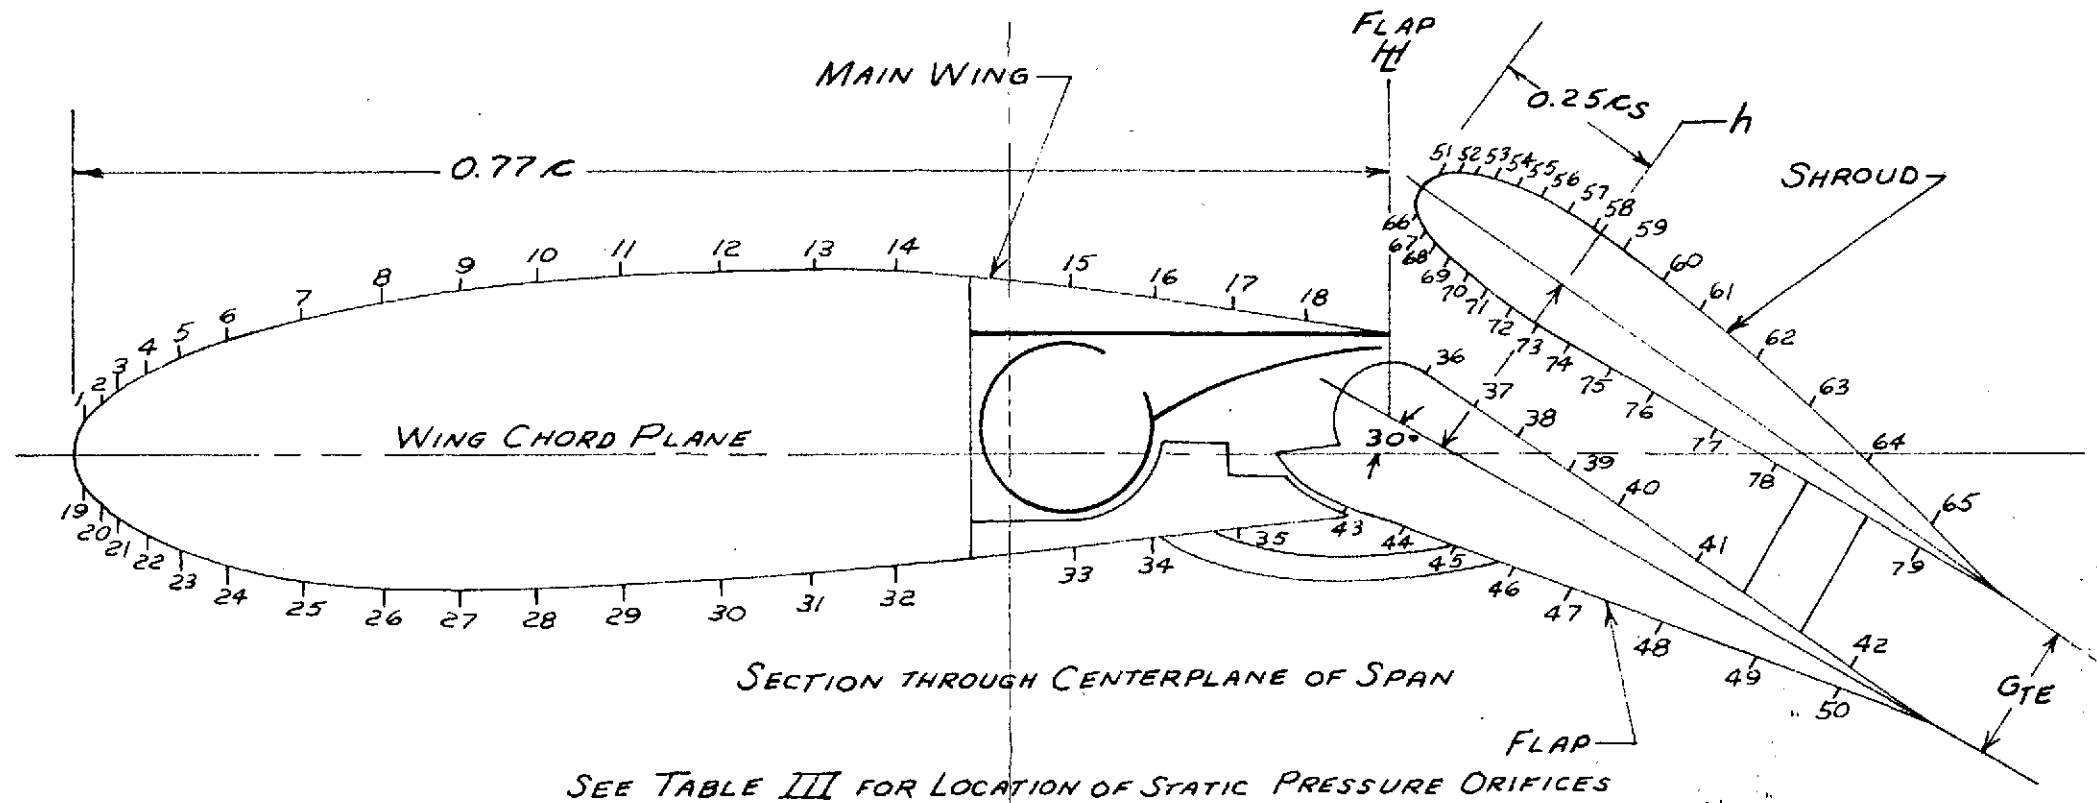 FLAP
HL
MAIN WING
0.25 cs
h
0.77 c
SHROUD
51 52 53 54 55 56 57 58 59 60 61 62 63 64 65
66 67 68 69 70 71 72 73 74 75 76 77 78 79
1 2 3 4 5 6 7 8 9 10 11 12 13 14 15 16 17 18
36 37 38 39 40 41 42
WING CHORD PLANE
30°
19 20 21 22 23 24 25 26 27 28 29 30 31 32 33 34 35
43 44 45 46 47 48 49 50
SECTION THROUGH CENTERPLANE OF SPAN
GTE
FLAP
SEE TABLE III FOR LOCATION OF STATIC PRESSURE ORIFICES